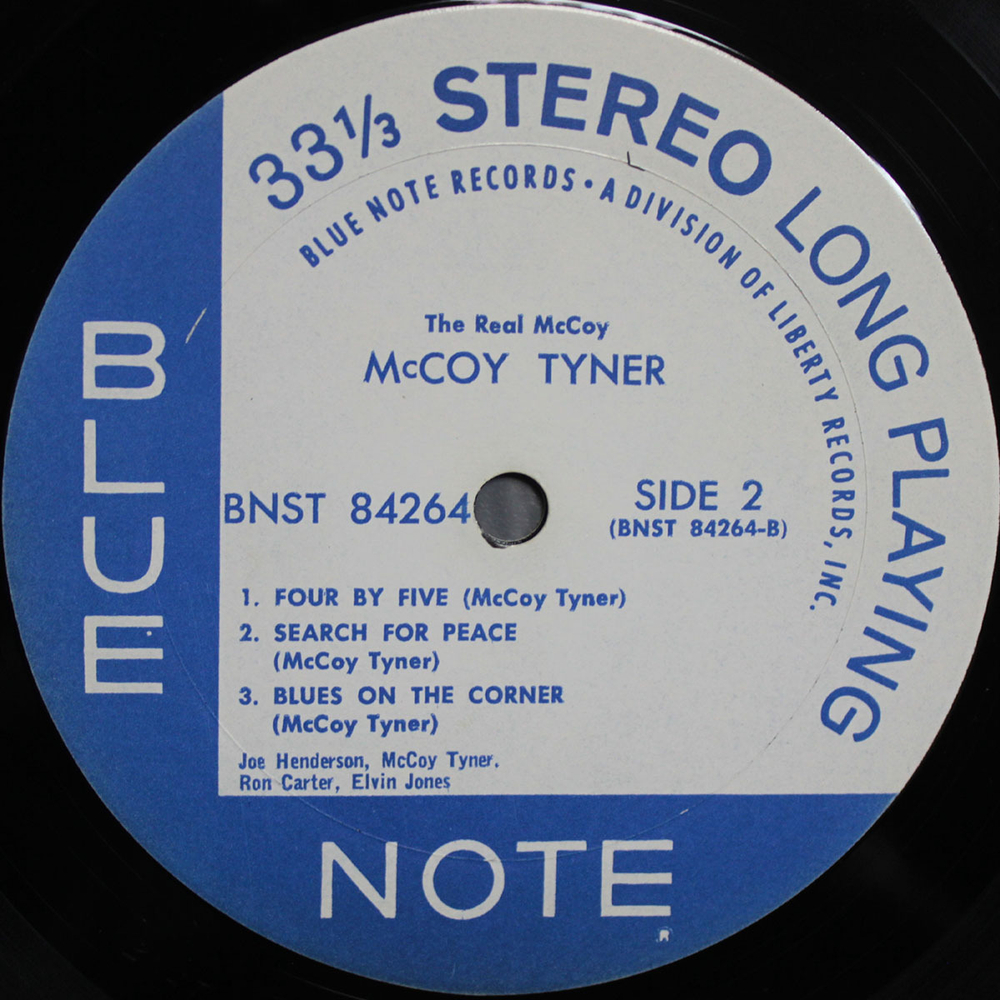 33⅓ STEREO LONG PLAYING
BLUE NOTE RECORDS • A DIVISION OF LIBERTY RECORDS, INC.
The Real McCoy
McCOY TYNER
BNST 84264
SIDE 2
(BNST 84264-B)
1. FOUR BY FIVE (McCoy Tyner)
2. SEARCH FOR PEACE
(McCoy Tyner)
3. BLUES ON THE CORNER
(McCoy Tyner)
Joe Henderson, McCoy Tyner.
Ron Carter, Elvin Jones
BLUE
NOTE